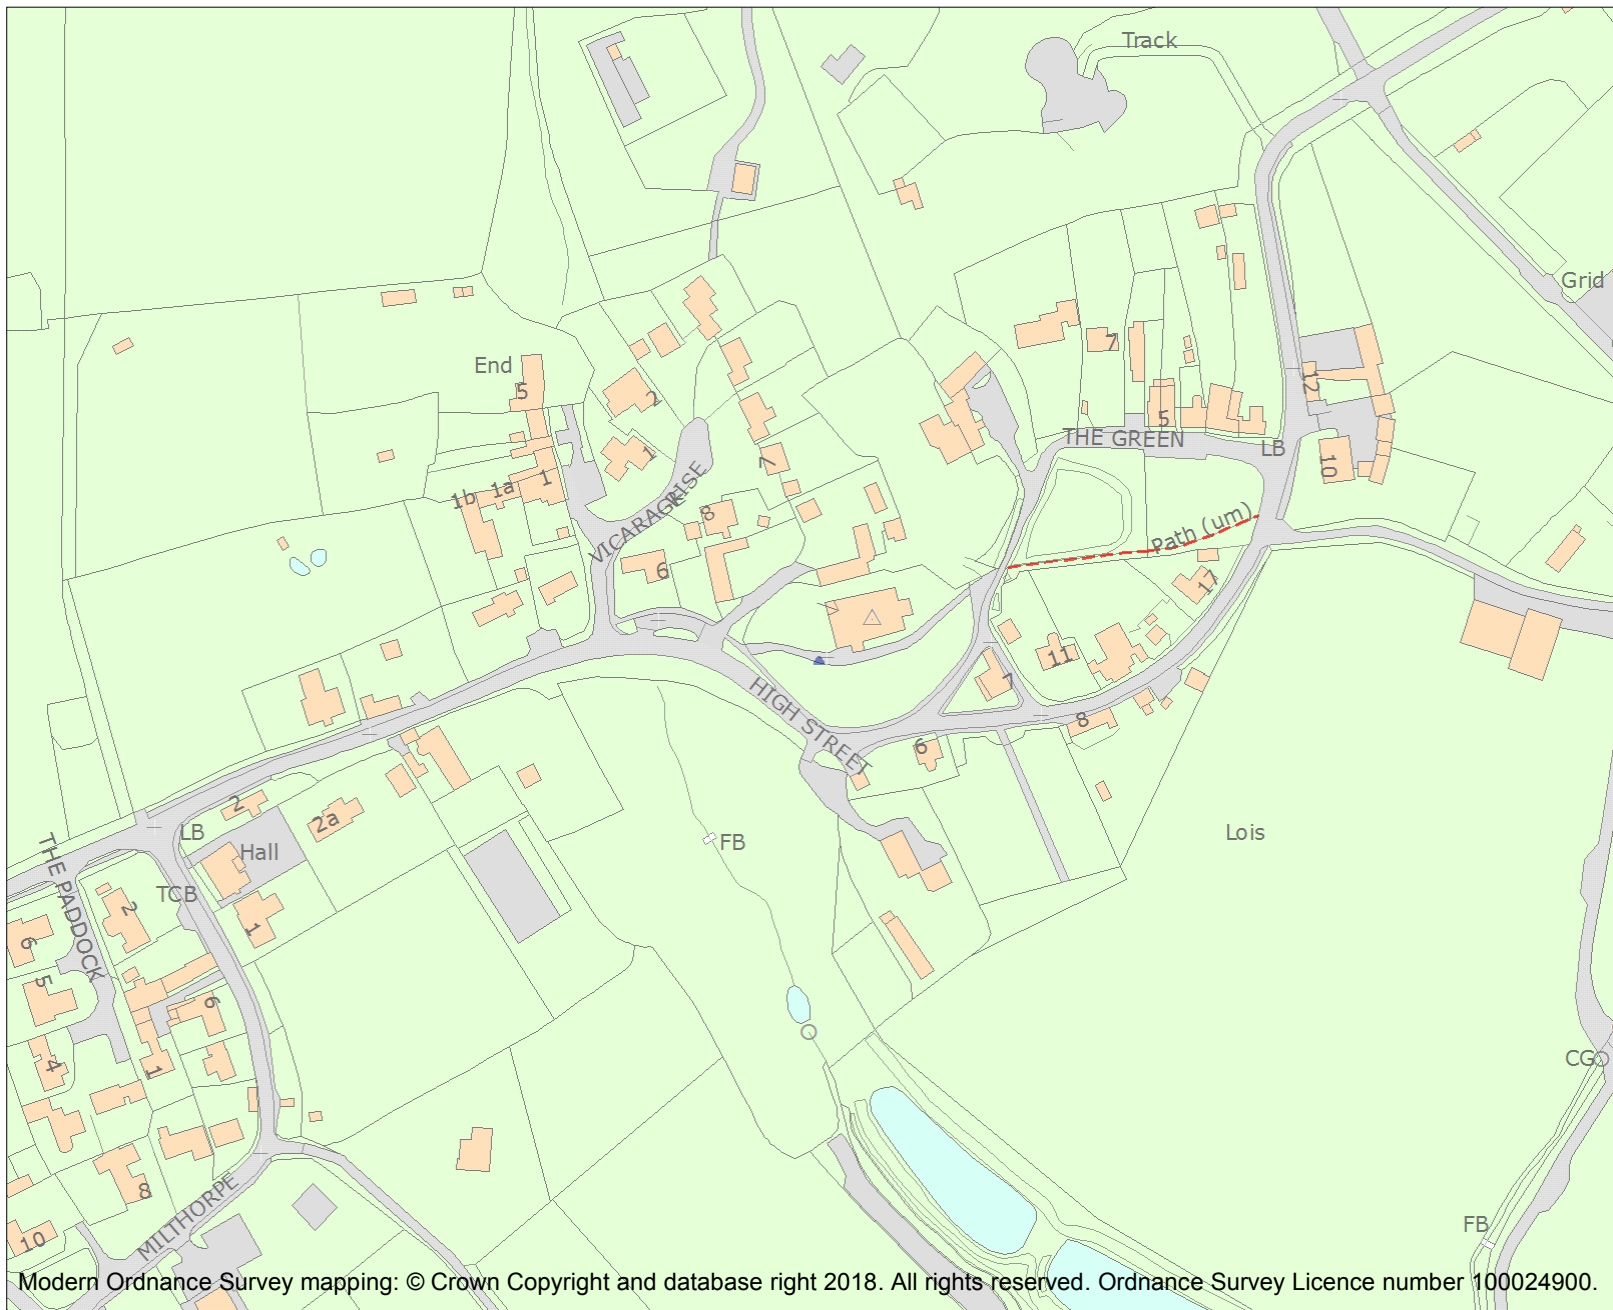 Track
Grid
End
5
2
7
12
1
5
THE GREEN
LB
10
1b 1a 1
7
VICARAGE RISE
8
Path (um)
6
17
11
7
HIGH STREET
8
6
2
LB
2a
Hall
FB
Lois
THE PADDOCK
TCB
2
1
6
5
6
4
1
CG
8
MILTHORPE
10
FB
Modern Ordnance Survey mapping: © Crown Copyright and database right 2018. All rights reserved. Ordnance Survey Licence number 100024900.